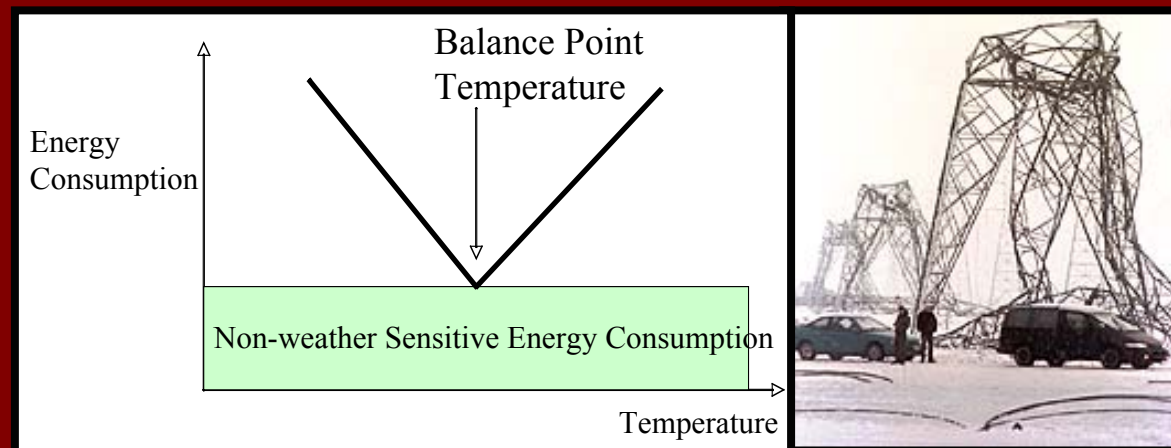 Balance Point
Temperature
Energy
Consumption
Non-weather Sensitive Energy Consumption
Temperature